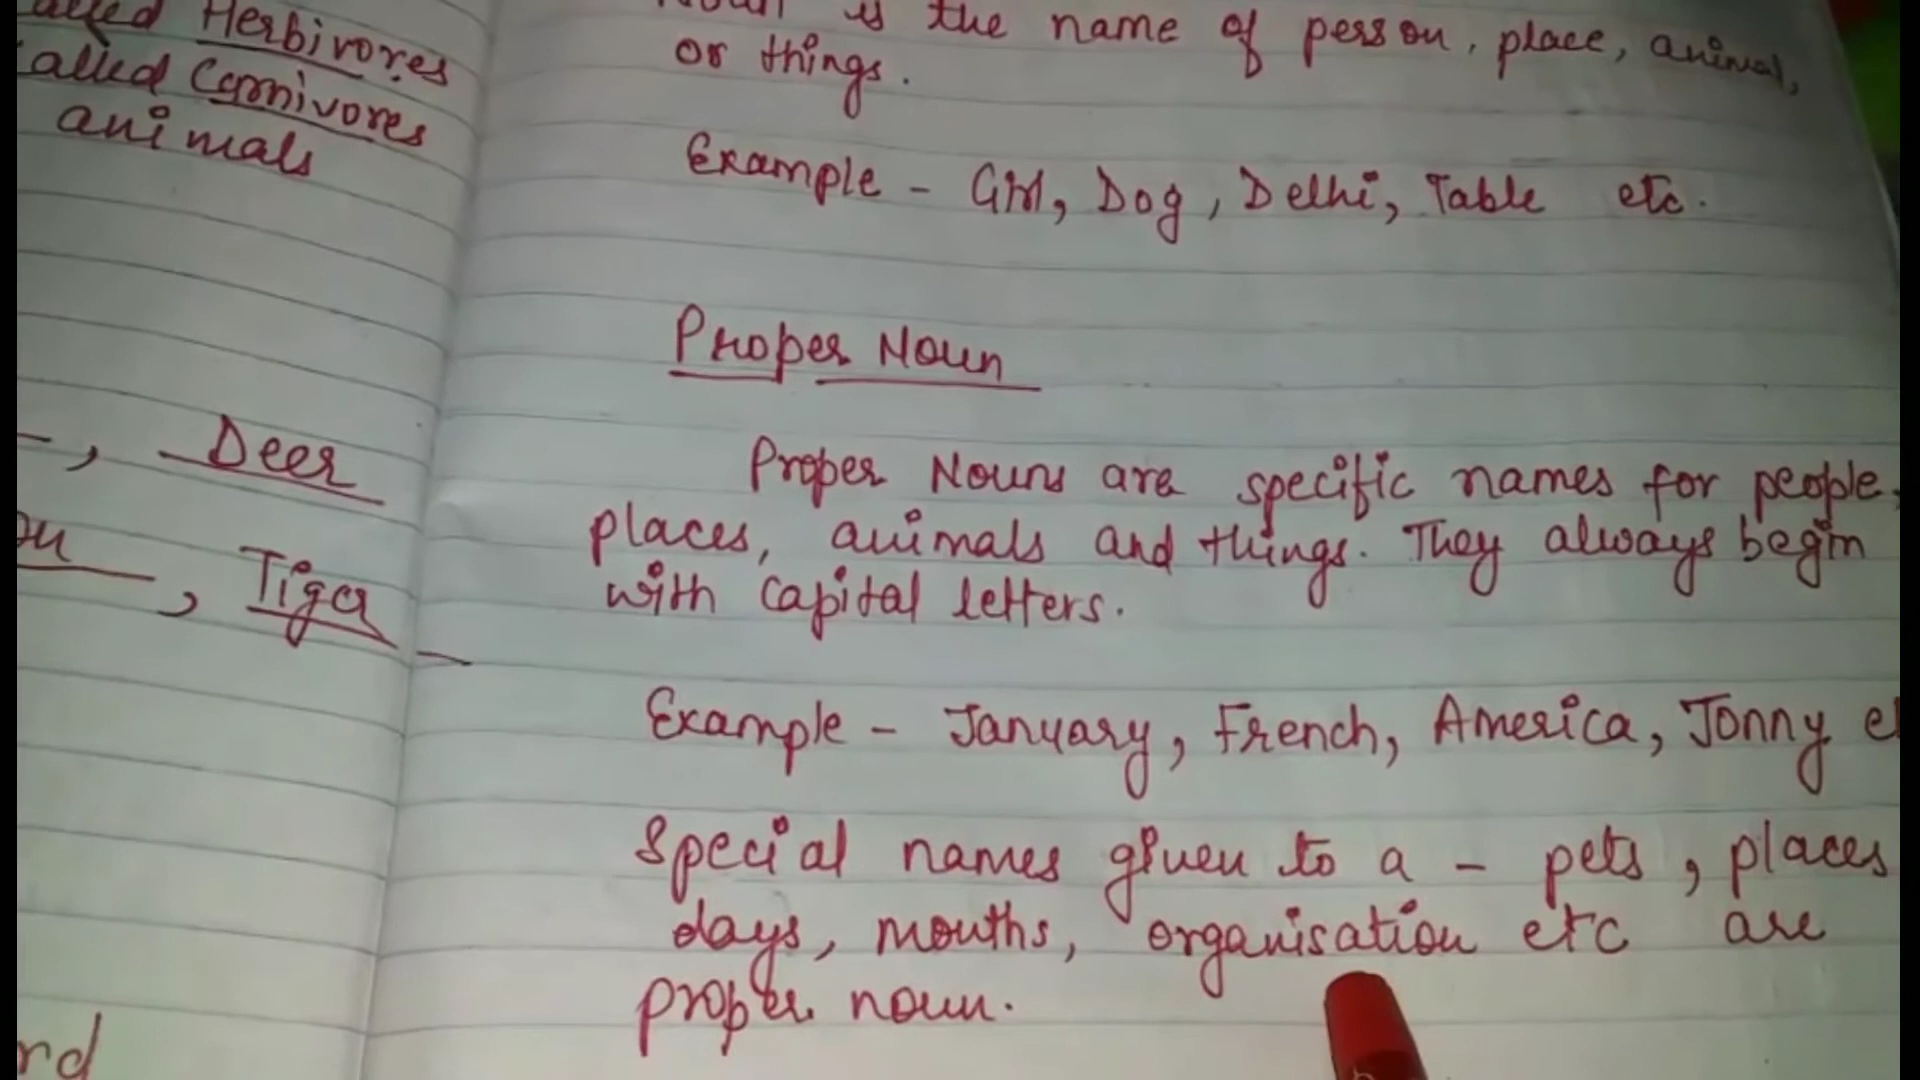 Called Herbivores
Called Carnivores
animals
, Deer
, Tiger
Noun is the name of person, place, animal,
or things.
Example - Girl, Dog, Delhi, Table etc.
Proper Noun
Proper Nouns are specific names for people,
places, animals and things. They always begin
with capital letters.
Example - January, French, America, Jonny
Special names given to a - pets, places
days, months, organisation etc are
proper noun.